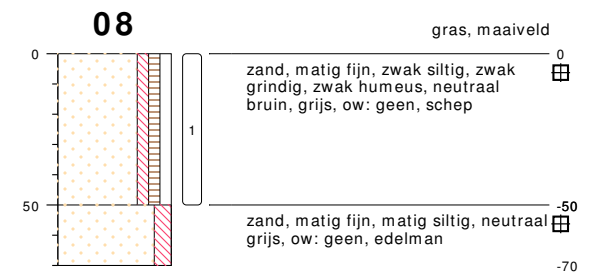 08
gras, maaiveld
0
0
zand, matig fijn, zwak siltig, zwak
grindig, zwak humeus, neutraal
bruin, grijs, ow: geen, schep
1
50
-50
zand, matig fijn, matig siltig, neutraal
grijs, ow: geen, edelman
-70